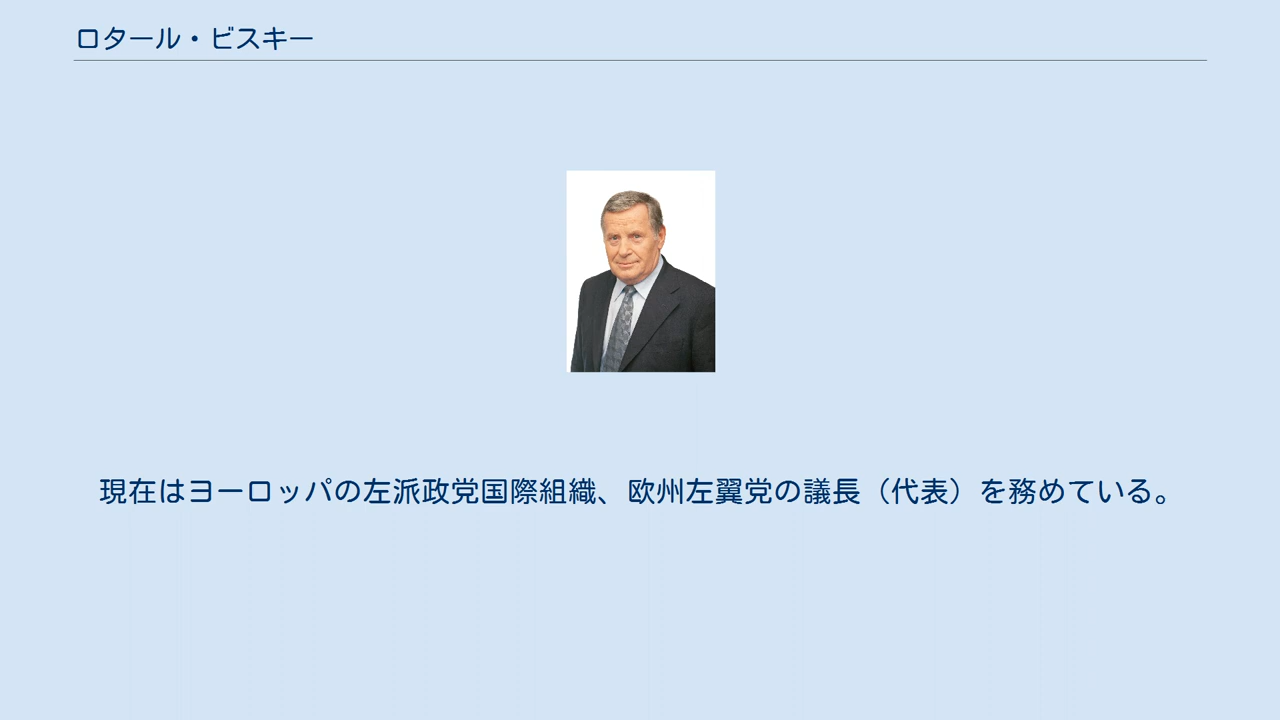 ロタール・ビスキー
現在はヨーロッパの左派政党国際組織、欧州左翼党の議長（代表）を務めている。